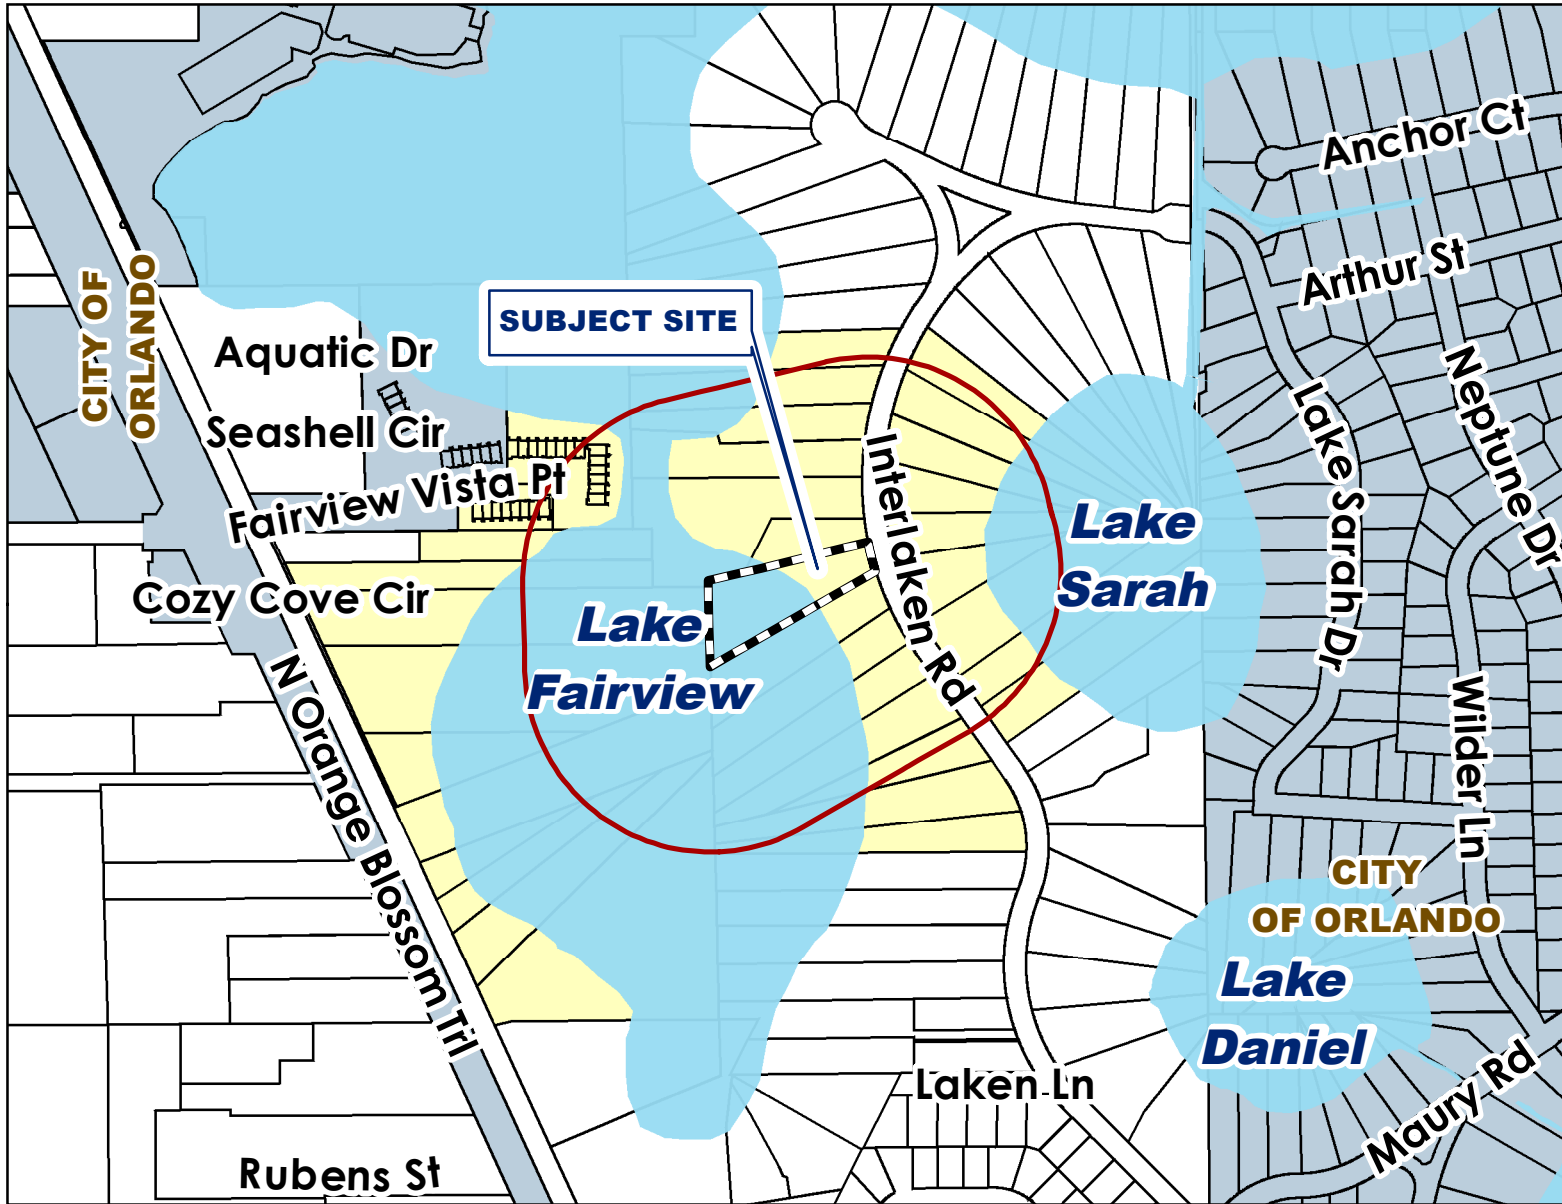 Anchor Ct
Arthur St
CITY OF
ORLANDO
SUBJECT SITE
Aquatic Dr
Seashell Cir
Fairview Vista Pt
Cozy Cove Cir
N Orange Blossom Trl
Interlaken Rd
Lake
Fairview
Lake
Sarah
Lake Sarah Dr
Neptune Dr
Wilder Ln
CITY
OF ORLANDO
Lake
Daniel
Laken Ln
Maury Rd
Rubens St